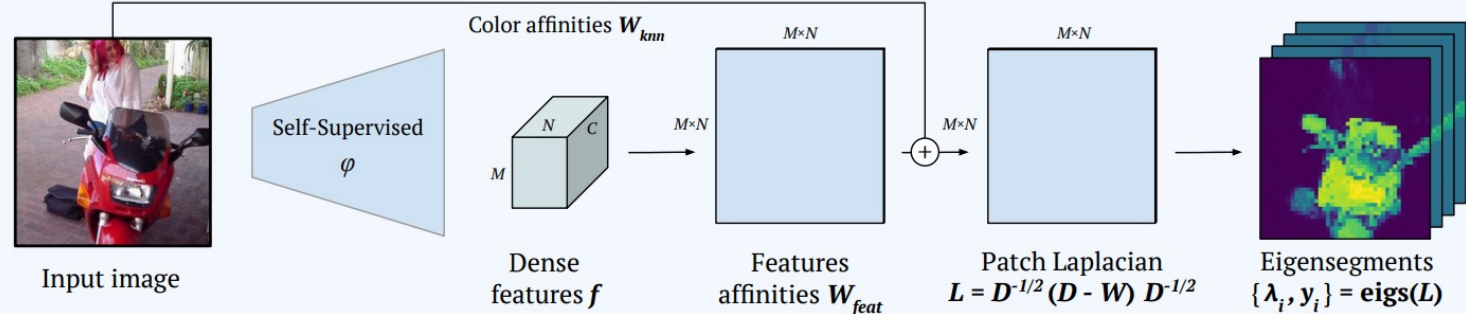 Color affinities W_knn
M×N
M×N
Self-Supervised
φ
N
C
M
M×N
+
M×N
Input image
Dense
features f
Features
affinities W_feat
Patch Laplacian
L = D^-1/2 (D - W) D^-1/2
Eigensegments
{ λ_i , y_i } = eigs(L)